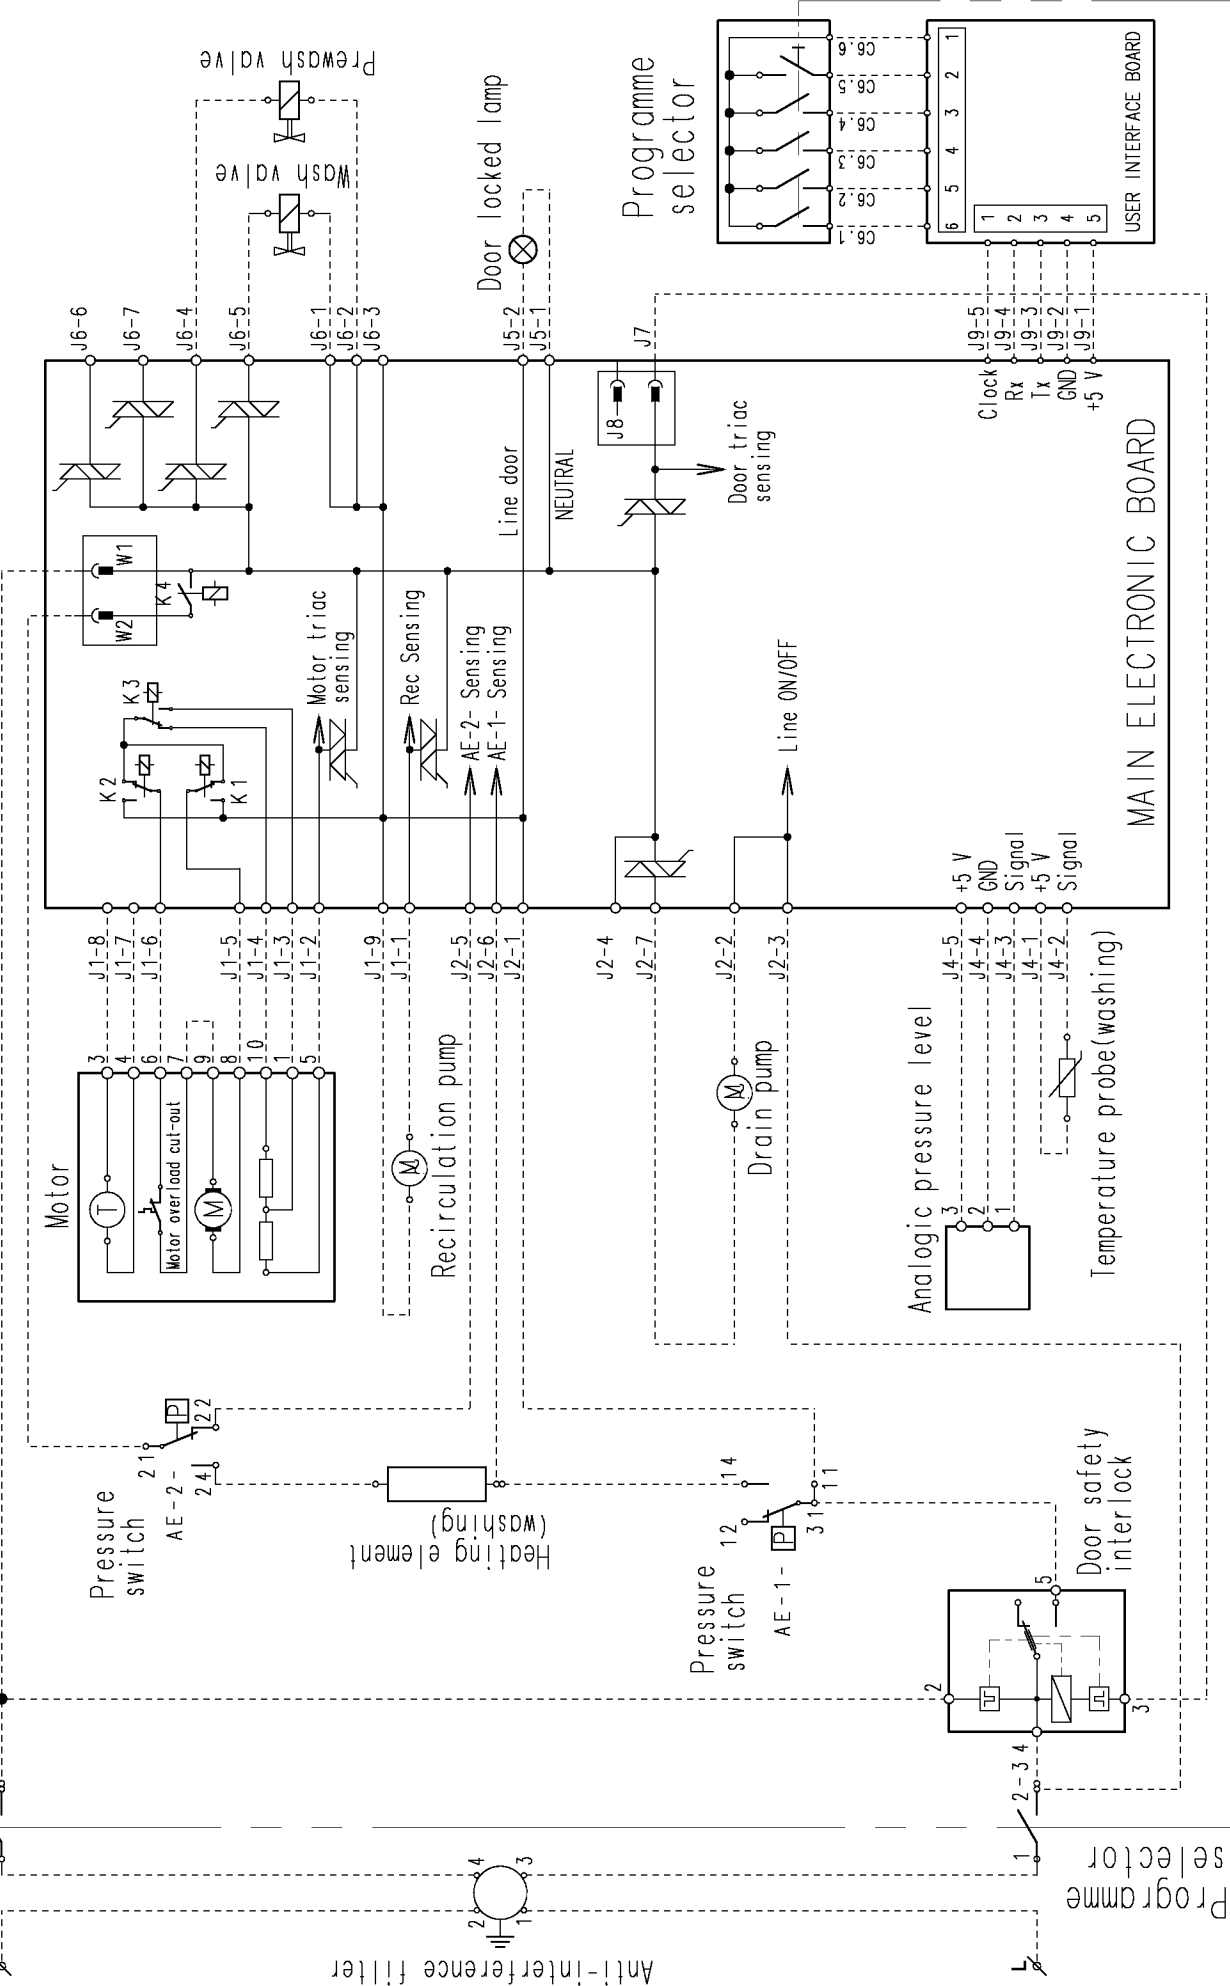 Prewash valve
Wash valve
Door locked lamp
Programme
selector
C6.6
C6.5
C6.4
C6.3
C6.2
C6.1
1
2
3
4
5
6
1
2
3
4
5
USER INTERFACE BOARD
J6-6
J6-7
J6-4
J6-5
J6-1
J6-2
J6-3
J5-2
J5-1
J7
J9-5
J9-4
J9-3
J9-2
J9-1
Clock
Rx
Tx
GND
+5 V
J8
Door triac
sensing
Line door
NEUTRAL
W1
W2
K4
K3
K2
K1
Motor triac
sensing
Rec Sensing
AE-2- Sensing
AE-1- Sensing
Line ON/OFF
MAIN ELECTRONIC BOARD
+5 V
GND
Signal
+5 V
Signal
J1-8
J1-7
J1-6
J1-5
J1-4
J1-3
J1-2
J1-9
J1-1
J2-5
J2-6
J2-1
J2-4
J2-7
J2-2
J2-3
J4-5
J4-4
J4-3
J4-1
J4-2
Motor
3
4
6
7
9
8
10
1
5
T
Motor overload cut-out
M
M
Recirculation pump
M
Drain pump
Analogic pressure level
3
2
1
Temperature probe(washing)
Pressure
switch
AE-2-
P
21
22
24
Heating element
(washing)
Pressure
switch
AE-1-
P
14
12
11
31
Door safety
interlock
5
2
3
4
2-3
1
Programme
selector
4
3
2
1
Anti-interference filter
L